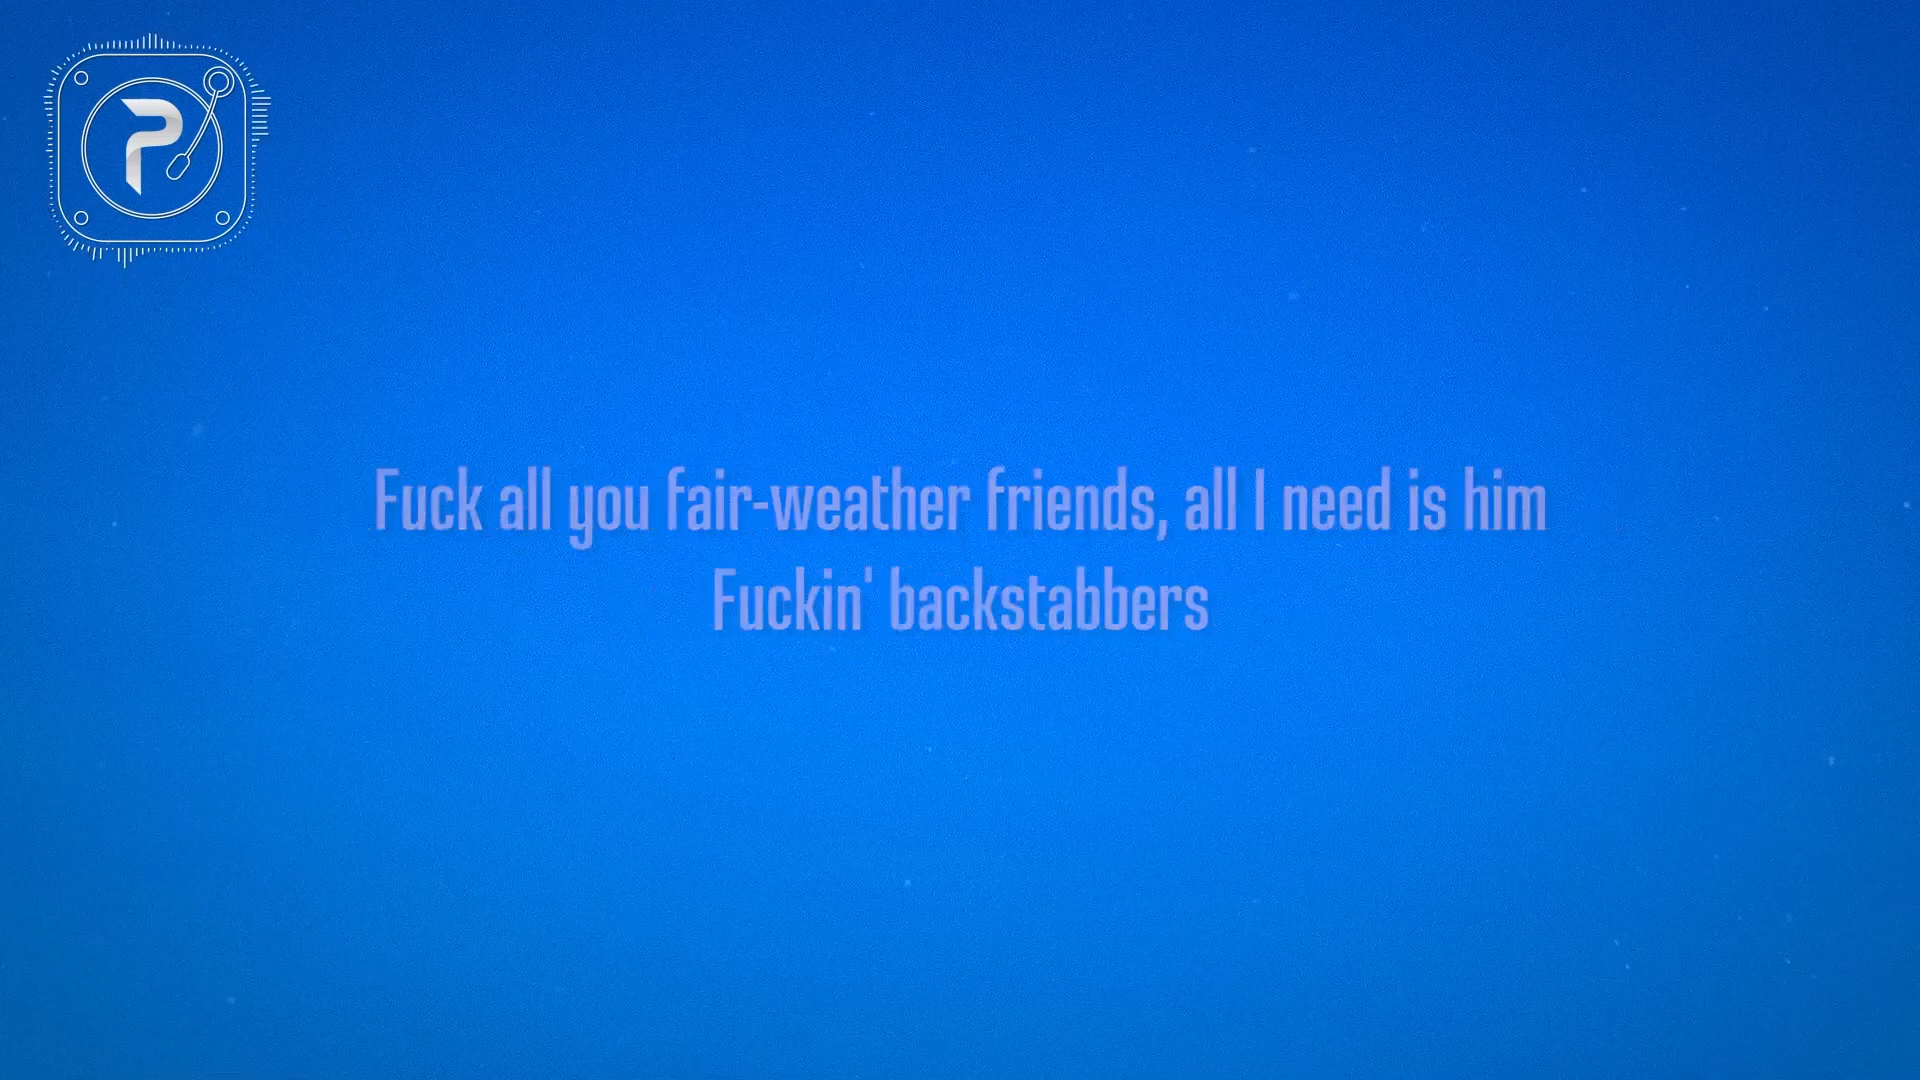 P
Fuck all you fair-weather friends, all I need is him
Fuckin' backstabbers